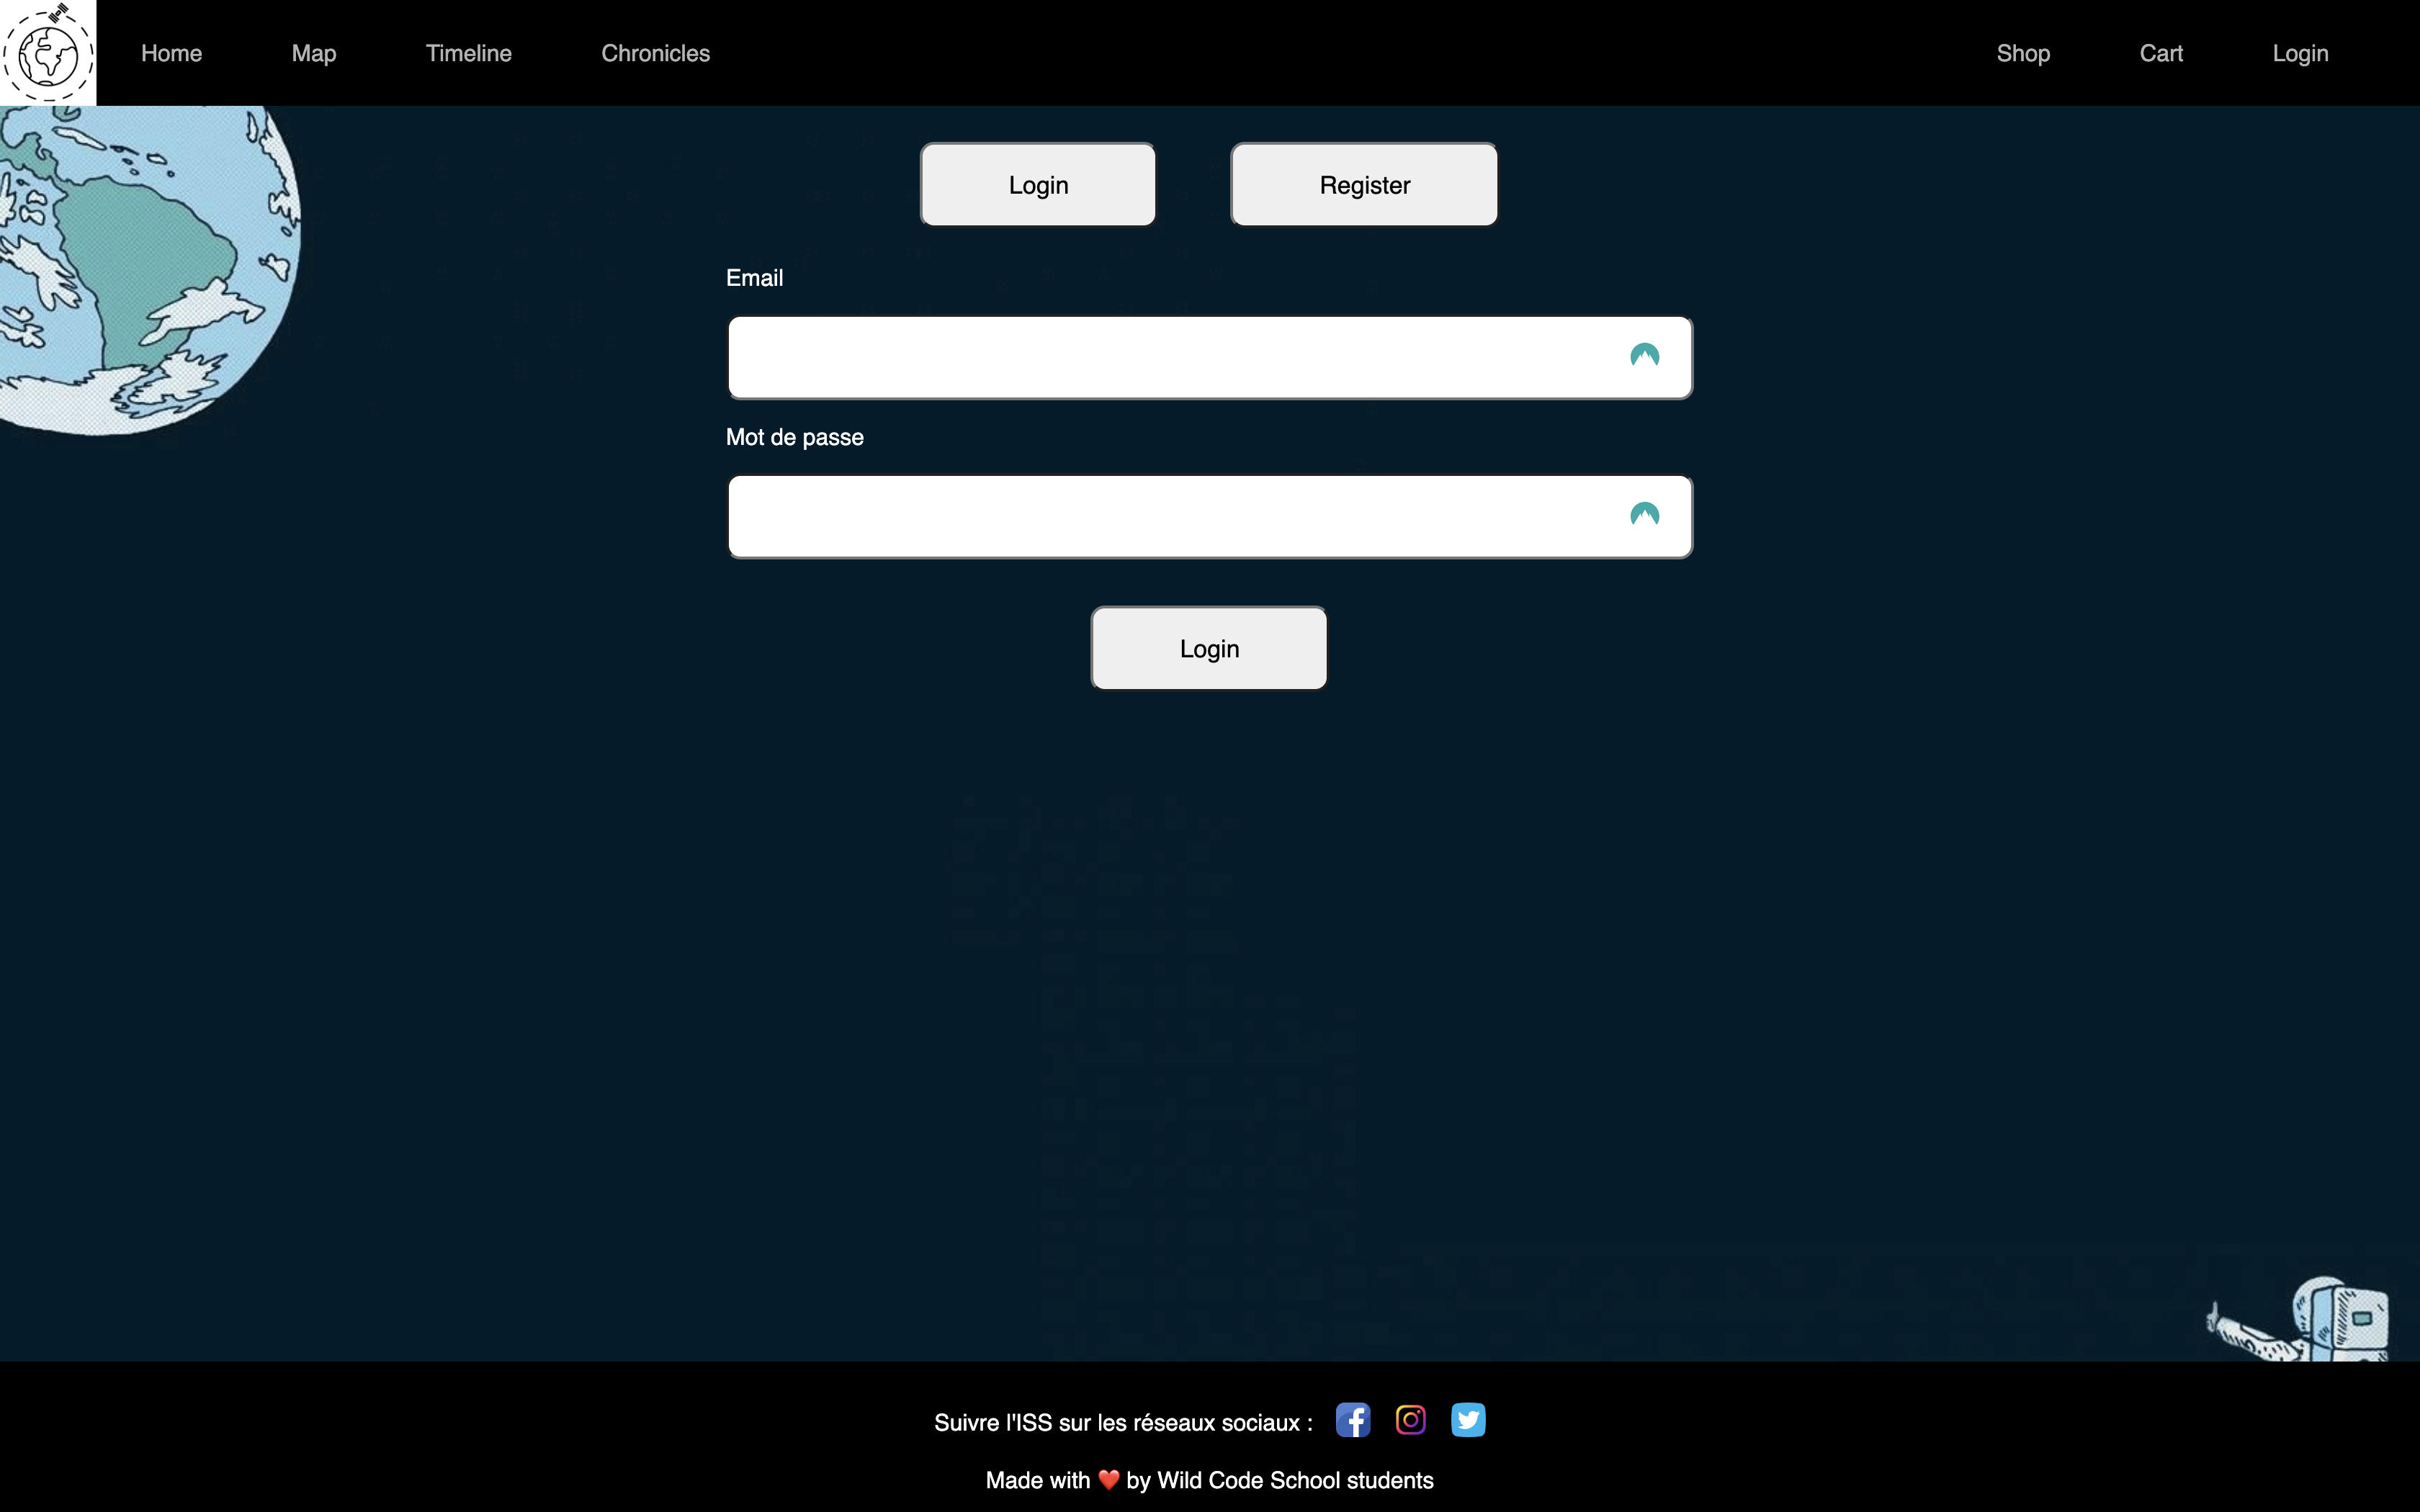 Home Map Timeline Chronicles Shop Cart Login
Login Register
Email
Mot de passe
Login
Suivre l'ISS sur les réseaux sociaux :
Made with ❤️ by Wild Code School students